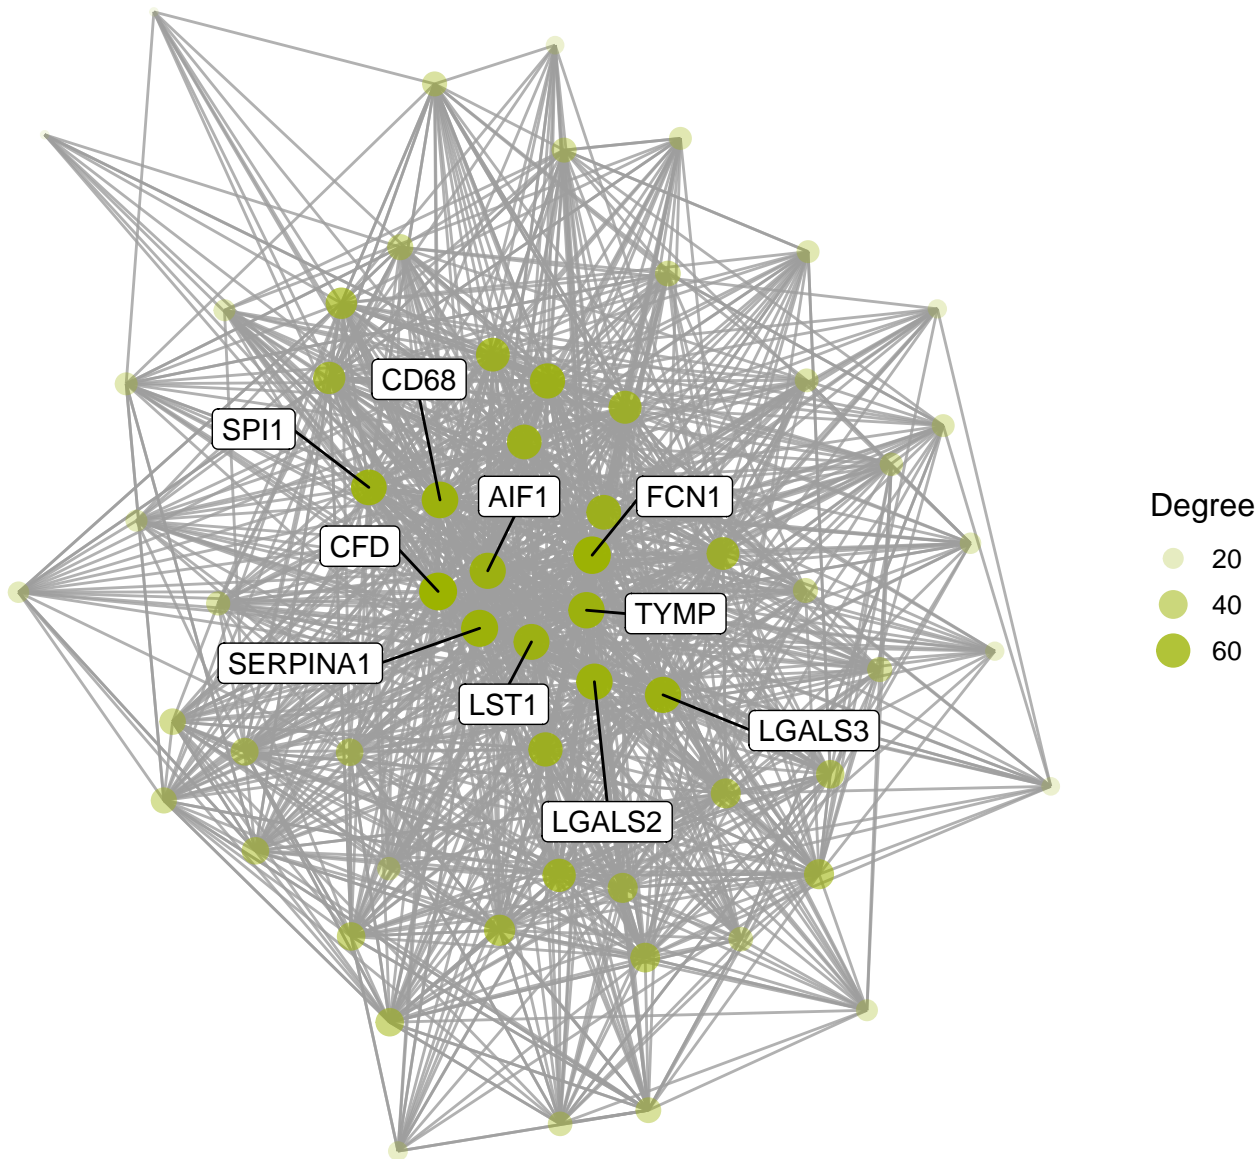 CD68
SPI1
AIF1
FCN1
CFD
TYMP
SERPINA1
LST1
LGALS3
LGALS2
Degree
20
40
60